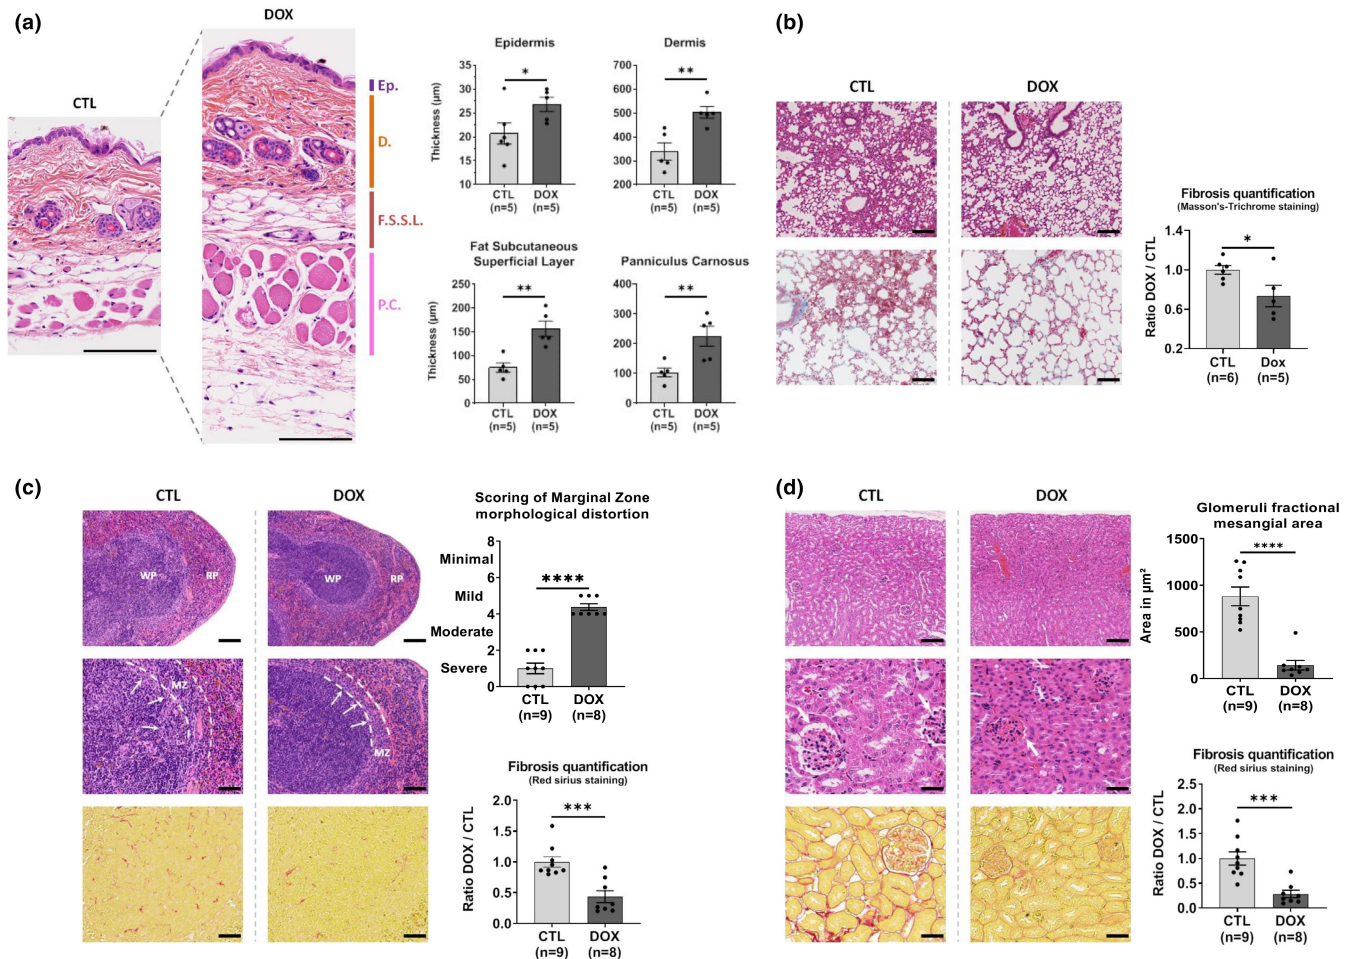 (a)
CTL
DOX
Ep.
D.
F.S.S.L.
P.C.
Epidermis
Thickness (µm)
35
30
25
20
15
10
*
CTL
(n=5)
DOX
(n=5)
Dermis
700
600
500
400
300
200
**
CTL
(n=5)
DOX
(n=5)
Fat Subcutaneous
Superficial Layer
Thickness (µm)
250
200
150
100
50
0
**
CTL
(n=5)
DOX
(n=5)
Panniculus Carnosus
400
300
200
100
0
**
CTL
(n=5)
DOX
(n=5)
(b)
CTL
DOX
Fibrosis quantification
(Masson's-Trichrome staining)
Ratio DOX / CTL
1.4
1.0
0.6
0.2
*
CTL
(n=6)
Dox
(n=5)
(c)
CTL
DOX
WP
RP
WP
RP
MZ
MZ
Scoring of Marginal Zone
morphological distortion
8
Minimal
6
Mild
4
Moderate
2
Severe
0
****
CTL
(n=9)
DOX
(n=8)
Fibrosis quantification
(Red sirius staining)
Ratio DOX / CTL
2.0
1.5
1.0
0.5
0.0
***
CTL
(n=9)
DOX
(n=8)
(d)
CTL
DOX
Glomeruli fractional
mesangial area
Area in µm²
1500
1000
500
0
****
CTL
(n=9)
DOX
(n=8)
Fibrosis quantification
(Red sirius staining)
Ratio DOX / CTL
2.5
2.0
1.5
1.0
0.5
0.0
***
CTL
(n=9)
DOX
(n=8)